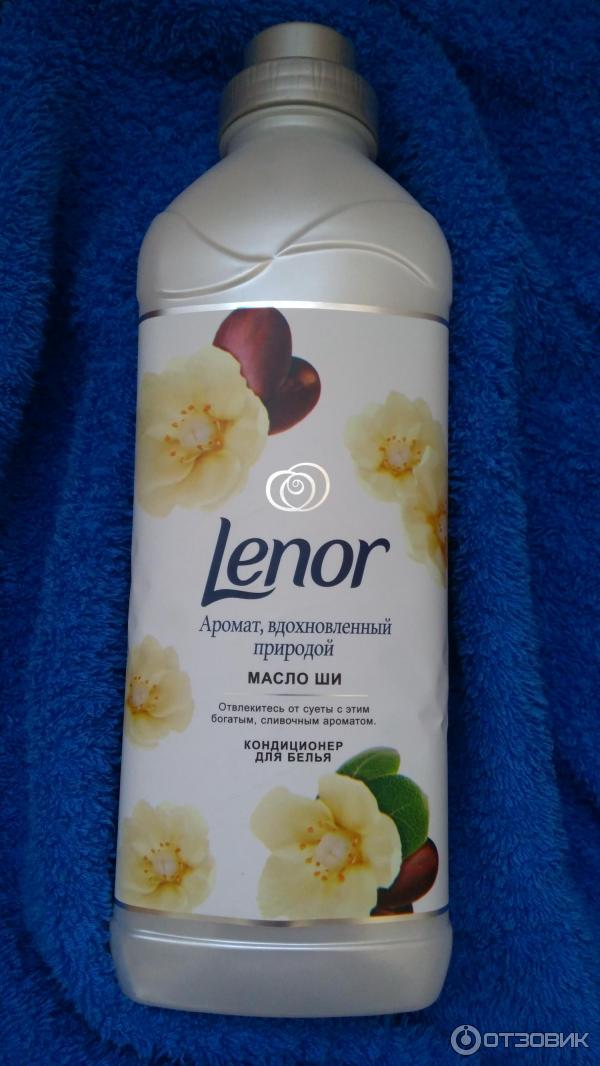 Lenor
Аромат, вдохновленный
природой
МАСЛО ШИ
Отвлекитесь от суеты с этим
богатым, сливочным ароматом.
КОНДИЦИОНЕР
ДЛЯ БЕЛЬЯ
ОТЗОВИК